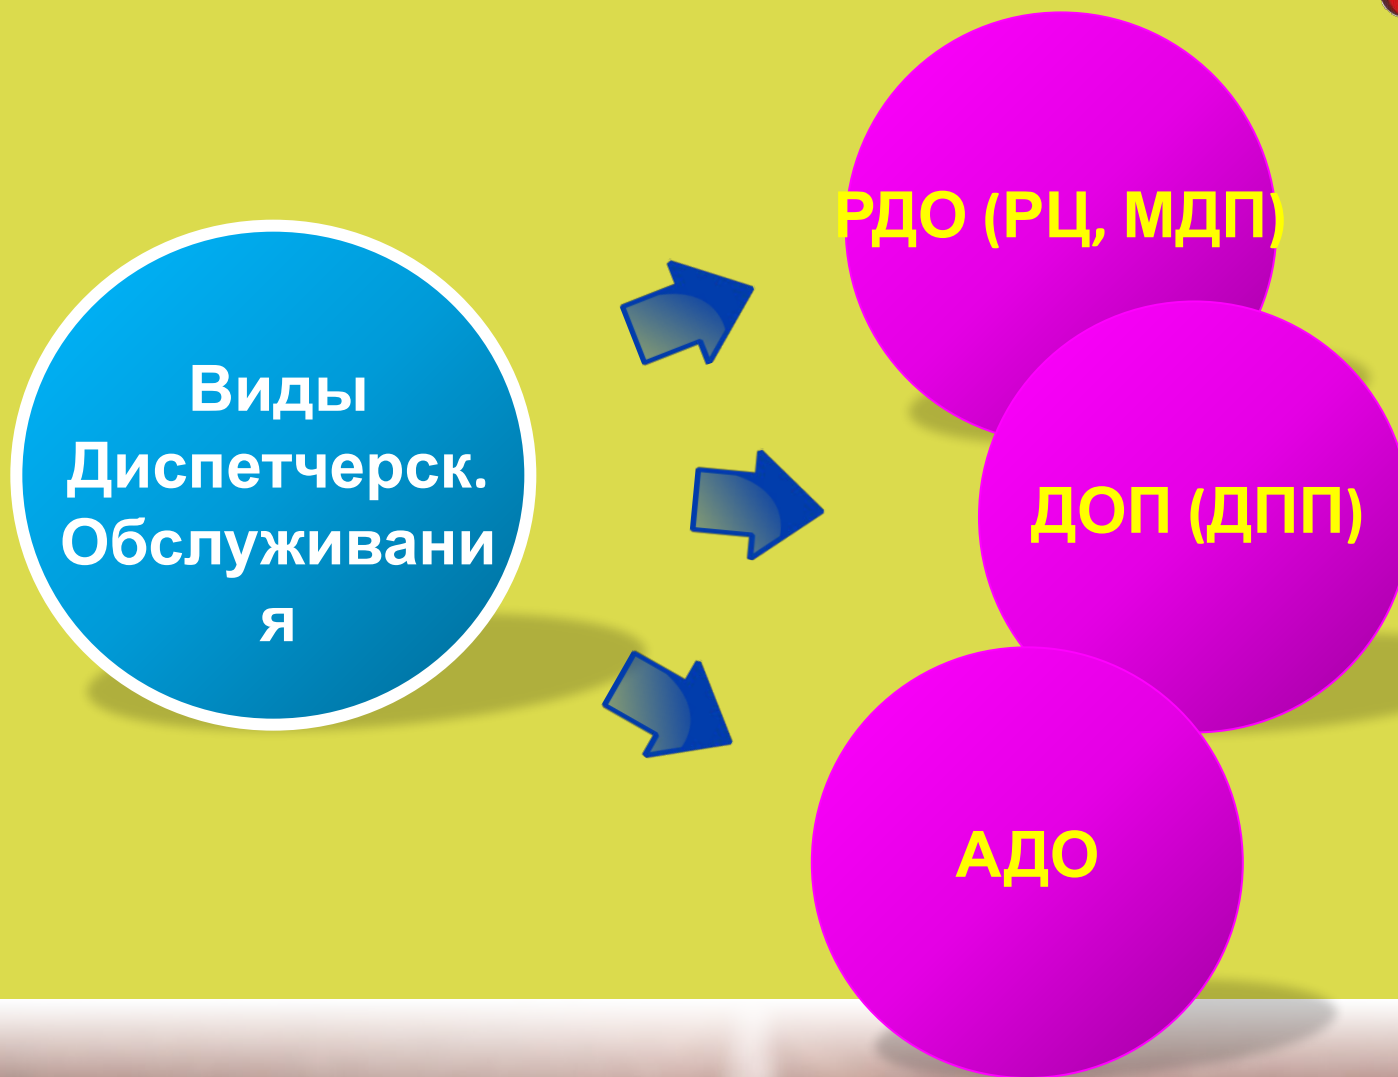 Виды
Диспетчерск.
Обслуживани
я
РДО (РЦ, МДП)
ДОП (ДПП)
АДО